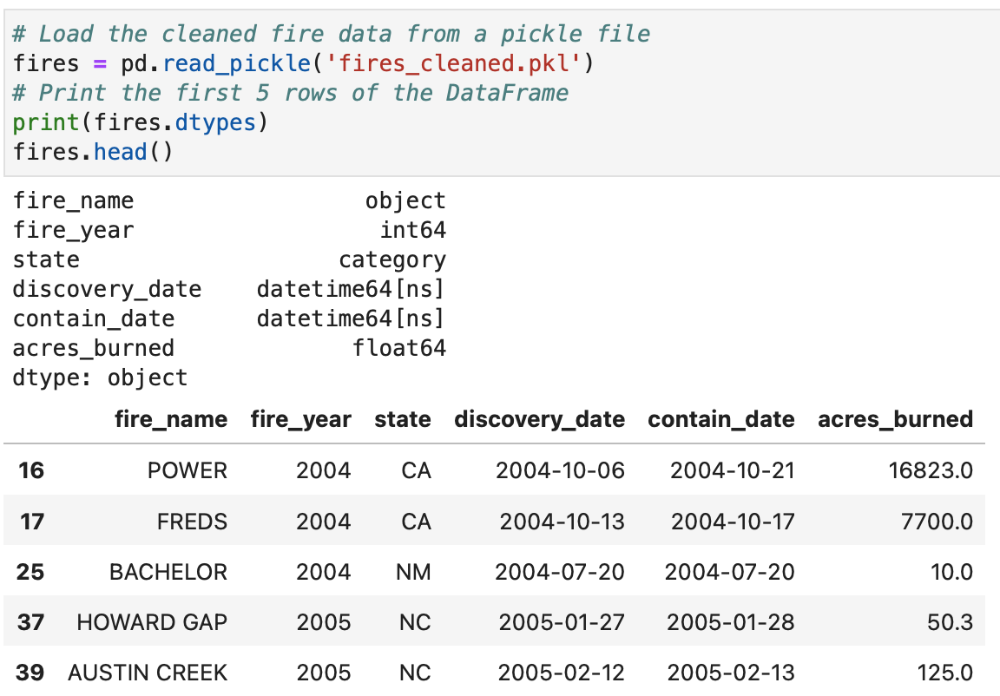 # Load the cleaned fire data from a pickle file
fires = pd.read_pickle('fires_cleaned.pkl')
# Print the first 5 rows of the DataFrame
print(fires.dtypes)
fires.head()
fire_name object
fire_year int64
state category
discovery_date datetime64[ns]
contain_date datetime64[ns]
acres_burned float64
dtype: object
fire_name fire_year state discovery_date contain_date acres_burned
16 POWER 2004 CA 2004-10-06 2004-10-21 16823.0
17 FREDS 2004 CA 2004-10-13 2004-10-17 7700.0
25 BACHELOR 2004 NM 2004-07-20 2004-07-20 10.0
37 HOWARD GAP 2005 NC 2005-01-27 2005-01-28 50.3
39 AUSTIN CREEK 2005 NC 2005-02-12 2005-02-13 125.0